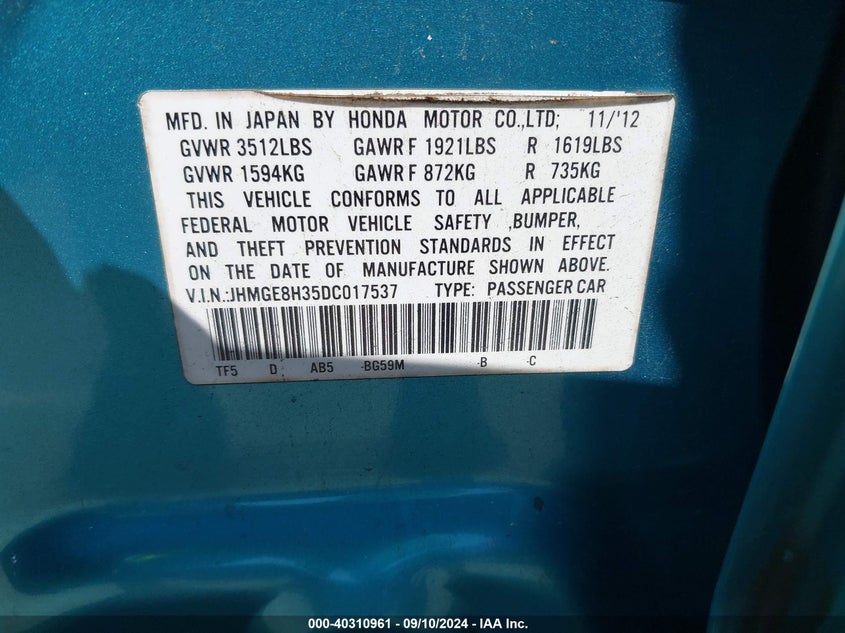 MFD. IN JAPAN BY HONDA MOTOR CO.,LTD; 11/'12
GVWR 3512LBS GAWR F 1921LBS R 1619LBS
GVWR 1594KG GAWR F 872KG R 735KG
THIS VEHICLE CONFORMS TO ALL APPLICABLE
FEDERAL MOTOR VEHICLE SAFETY ,BUMPER,
AND THEFT PREVENTION STANDARDS IN EFFECT
ON THE DATE OF MANUFACTURE SHOWN ABOVE.
V.I.N.:JHMGE8H35DC017537 TYPE: PASSENGER CAR
TF5 D AB5 -BG59M -B -C
000-40310961 - 09/10/2024 - IAA Inc.